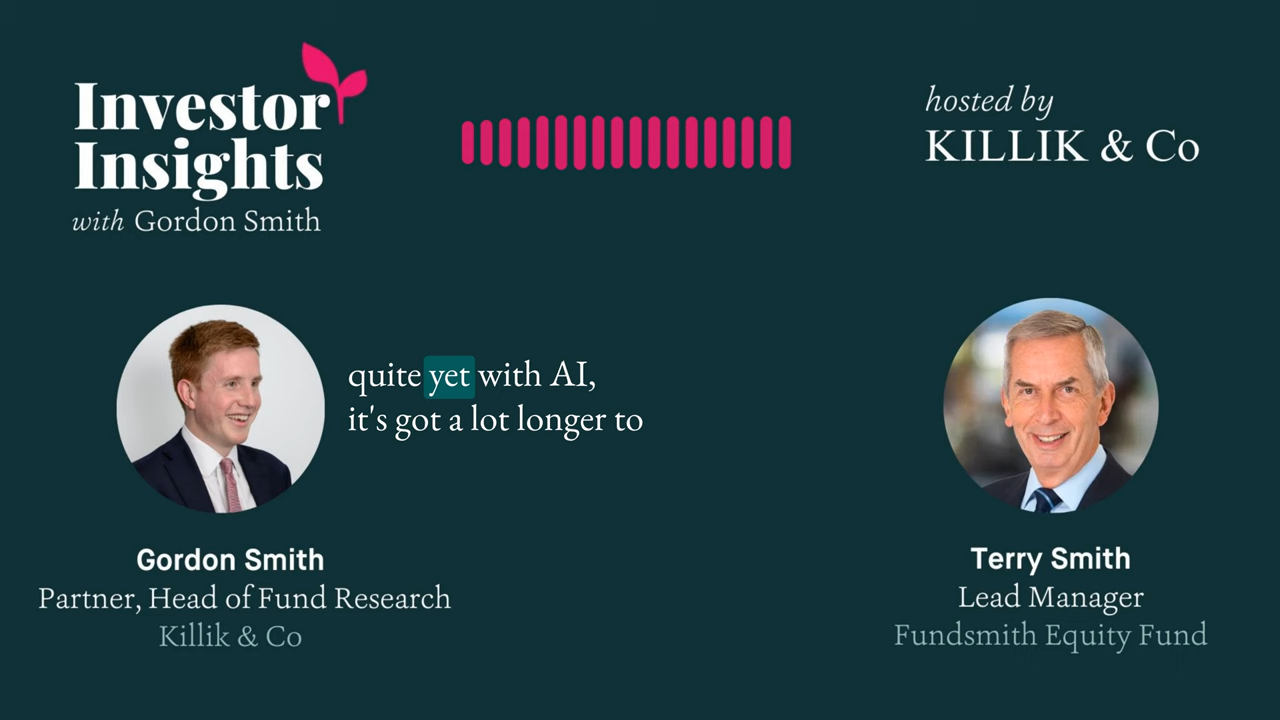 Investor
Insights
with Gordon Smith
hosted by
KILLIK & Co
quite yet with AI,
it's got a lot longer to
Gordon Smith
Partner, Head of Fund Research
Killik & Co
Terry Smith
Lead Manager
Fundsmith Equity Fund